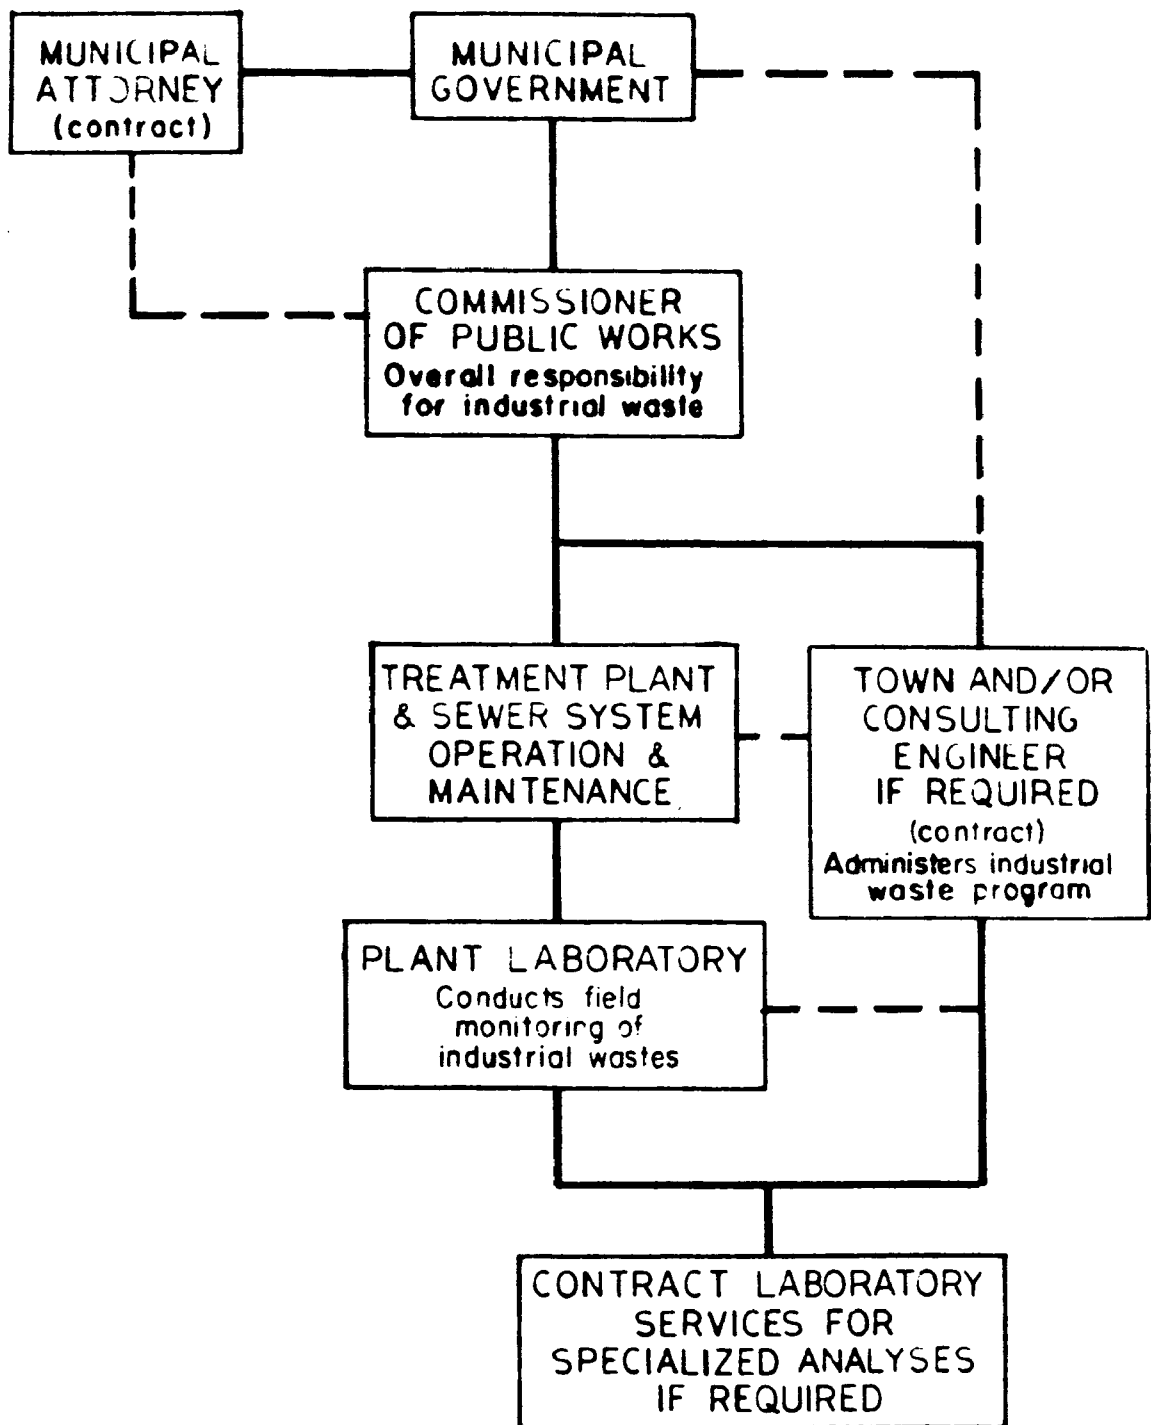 MUNICIPAL
ATTORNEY
(contract)
MUNICIPAL
GOVERNMENT
COMMISSIONER
OF PUBLIC WORKS
Overall responsibility
for industrial waste
TREATMENT PLANT
& SEWER SYSTEM
OPERATION &
MAINTENANCE
TOWN AND/OR
CONSULTING
ENGINEER
IF REQUIRED
(contract)
Administers industrial
waste program
PLANT LABORATORY
Conducts field
monitoring of
industrial wastes
CONTRACT LABORATORY
SERVICES FOR
SPECIALIZED ANALYSES
IF REQUIRED